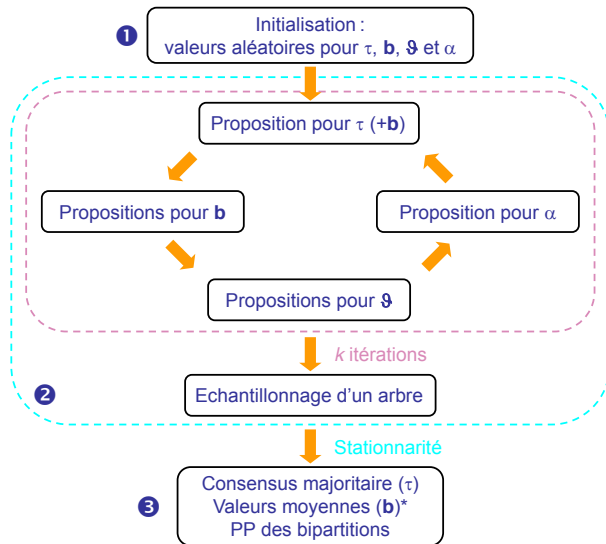 ❶
Initialisation :
valeurs aléatoires pour τ, b, ϑ et α
Proposition pour τ (+b)
Propositions pour b
Proposition pour α
Propositions pour ϑ
k itérations
❷
Echantillonnage d'un arbre
Stationnarité
❸
Consensus majoritaire (τ)
Valeurs moyennes (b)*
PP des bipartitions